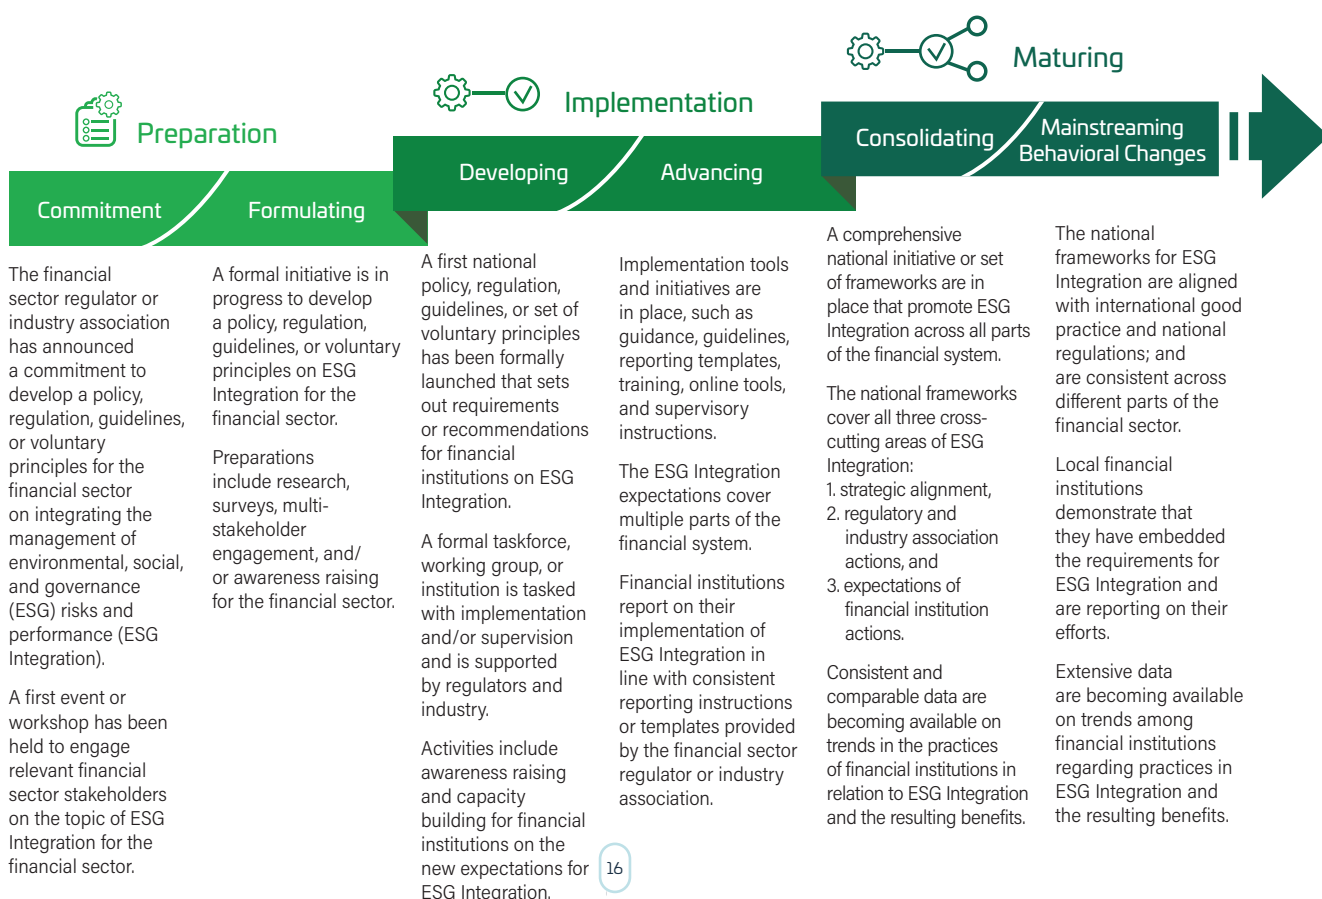 Preparation
Commitment
Formulating
The financial
sector regulator or
industry association
has announced
a commitment to
develop a policy,
regulation, guidelines,
or voluntary
principles for the
financial sector
on integrating the
management of
environmental, social,
and governance
(ESG) risks and
performance (ESG
Integration).
A first event or
workshop has been
held to engage
relevant financial
sector stakeholders
on the topic of ESG
Integration for the
financial sector.
A formal initiative is in
progress to develop
a policy, regulation,
guidelines, or voluntary
principles on ESG
Integration for the
financial sector.
Preparations
include research,
surveys, multi-
stakeholder
engagement, and/
or awareness raising
for the financial sector.
Implementation
Developing
Advancing
A first national
policy, regulation,
guidelines, or set of
voluntary principles
has been formally
launched that sets
out requirements
or recommendations
for financial
institutions on ESG
Integration.
A formal taskforce,
working group, or
institution is tasked
with implementation
and/or supervision
and is supported
by regulators and
industry.
Activities include
awareness raising
and capacity
building for financial
institutions on the
new expectations for
ESG Integration.
Implementation tools
and initiatives are
in place, such as
guidance, guidelines,
reporting templates,
training, online tools,
and supervisory
instructions.
The ESG Integration
expectations cover
multiple parts of the
financial system.
Financial institutions
report on their
implementation of
ESG Integration in
line with consistent
reporting instructions
or templates provided
by the financial sector
regulator or industry
association.
Maturing
Consolidating
Mainstreaming
Behavioral Changes
A comprehensive
national initiative or set
of frameworks are in
place that promote ESG
Integration across all parts
of the financial system.
The national frameworks
cover all three cross-
cutting areas of ESG
Integration:
1. strategic alignment,
2. regulatory and
industry association
actions, and
3. expectations of
financial institution
actions.
Consistent and
comparable data are
becoming available on
trends in the practices
of financial institutions in
relation to ESG Integration
and the resulting benefits.
The national
frameworks for ESG
Integration are aligned
with international good
practice and national
regulations; and
are consistent across
different parts of the
financial sector.
Local financial
institutions
demonstrate that
they have embedded
the requirements for
ESG Integration and
are reporting on their
efforts.
Extensive data
are becoming available
on trends among
financial institutions
regarding practices in
ESG Integration and
the resulting benefits.
16